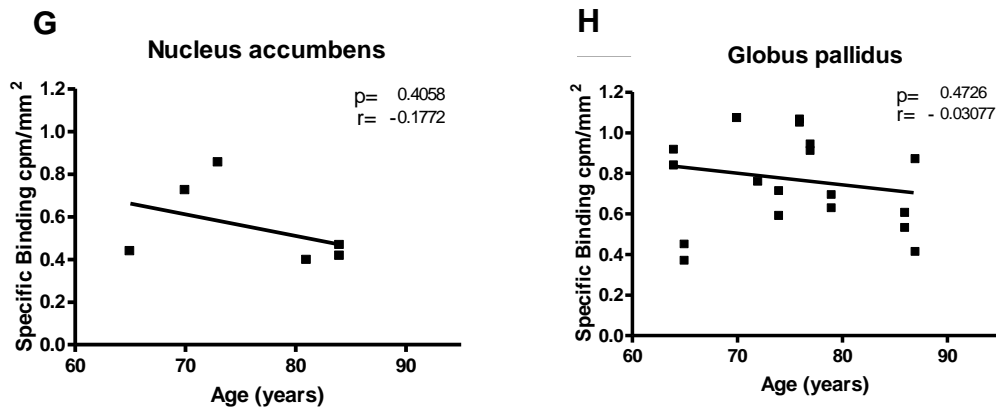 G
Nucleus accumbens
p= 0.4058
r= -0.1772
Specific Binding cpm/mm²
1.2
1.0
0.8
0.6
0.4
0.2
0.0
60 70 80 90
Age (years)
H
Globus pallidus
p= 0.4726
r= - 0.03077
Specific Binding cpm/mm²
1.2
1.0
0.8
0.6
0.4
0.2
0.0
60 70 80 90
Age (years)